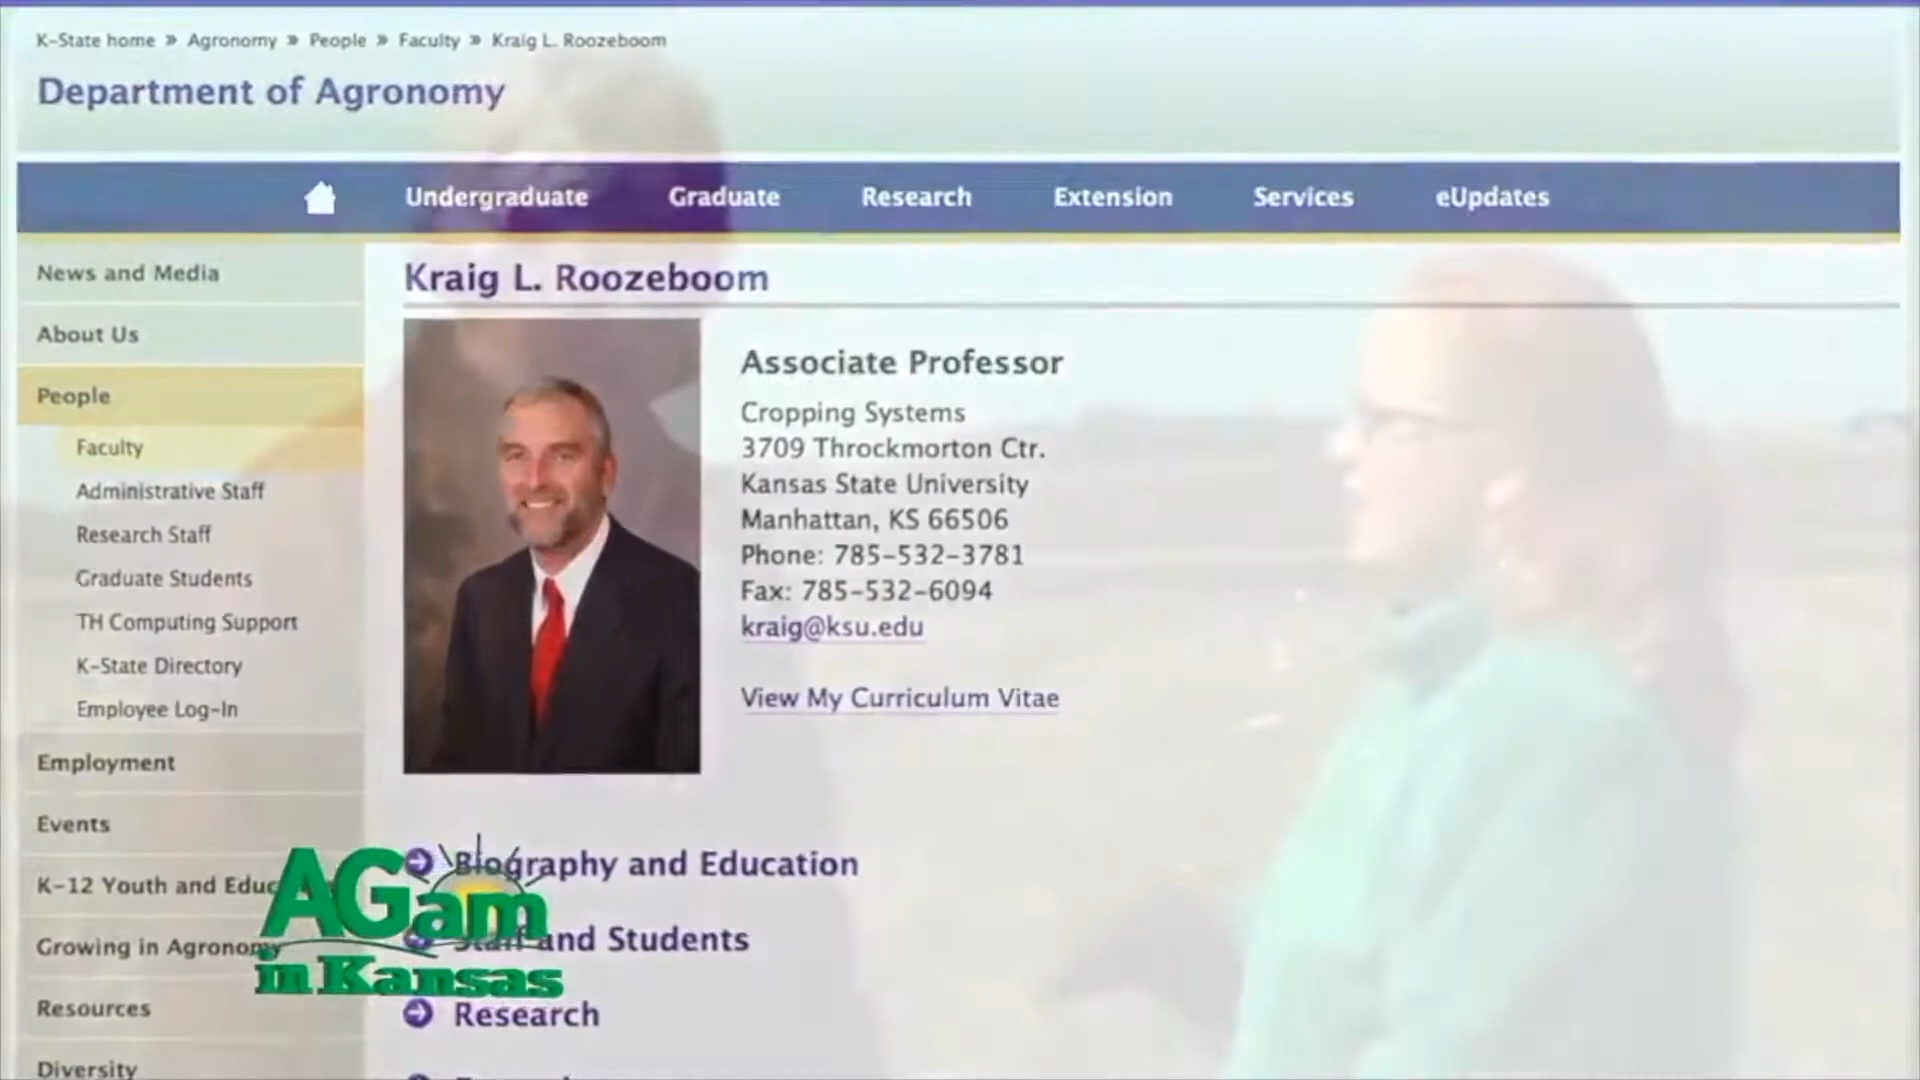 K-State home » Agronomy » People » Faculty » Kraig L. Roozeboom
Department of Agronomy
Undergraduate Graduate Research Extension Services eUpdates
News and Media
About Us
People
Faculty
Administrative Staff
Research Staff
Graduate Students
TH Computing Support
K-State Directory
Employee Log-In
Employment
Events
K-12 Youth and
Growing in Agronomy
Resources
Diversity
Kraig L. Roozeboom
Associate Professor
Cropping Systems
3709 Throckmorton Ctr.
Kansas State University
Manhattan, KS 66506
Phone: 785-532-3781
Fax: 785-532-6094
kraig@ksu.edu
View My Curriculum Vitae
Biography and Education
Staff and Students
Research
AGam
in Kansas